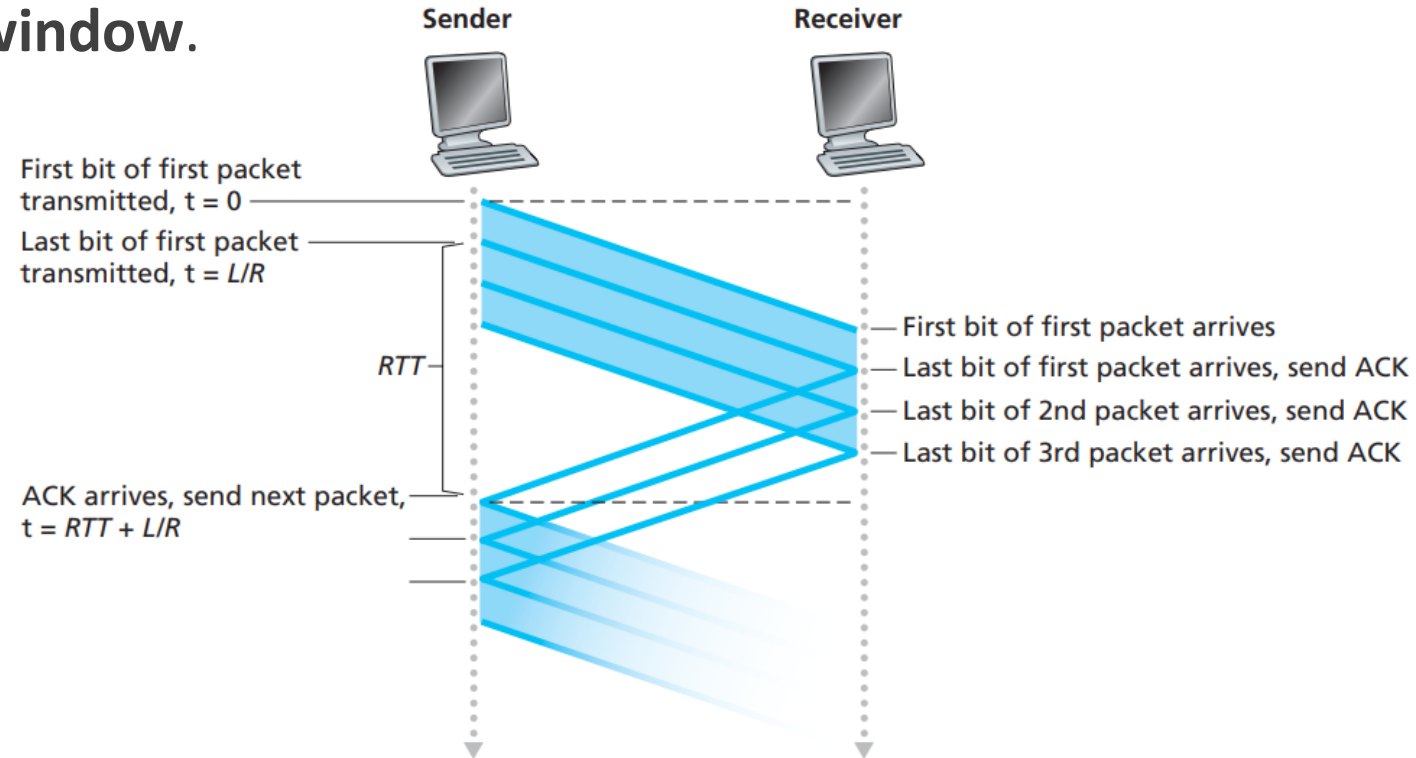 window.
Sender
Receiver
First bit of first packet
transmitted, t = 0
Last bit of first packet
transmitted, t = L/R
First bit of first packet arrives
RTT
Last bit of first packet arrives, send ACK
Last bit of 2nd packet arrives, send ACK
Last bit of 3rd packet arrives, send ACK
ACK arrives, send next packet,
t = RTT + L/R